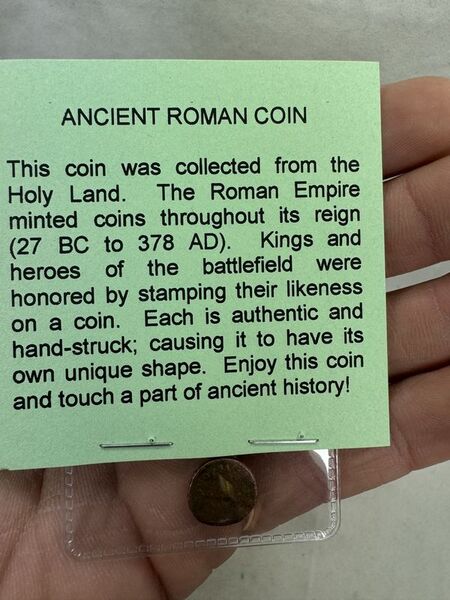 ANCIENT ROMAN COIN
This coin was collected from the
Holy Land. The Roman Empire
minted coins throughout its reign
(27 BC to 378 AD). Kings and
heroes of the battlefield were
honored by stamping their likeness
on a coin. Each is authentic and
hand-struck; causing it to have its
own unique shape. Enjoy this coin
and touch a part of ancient history!